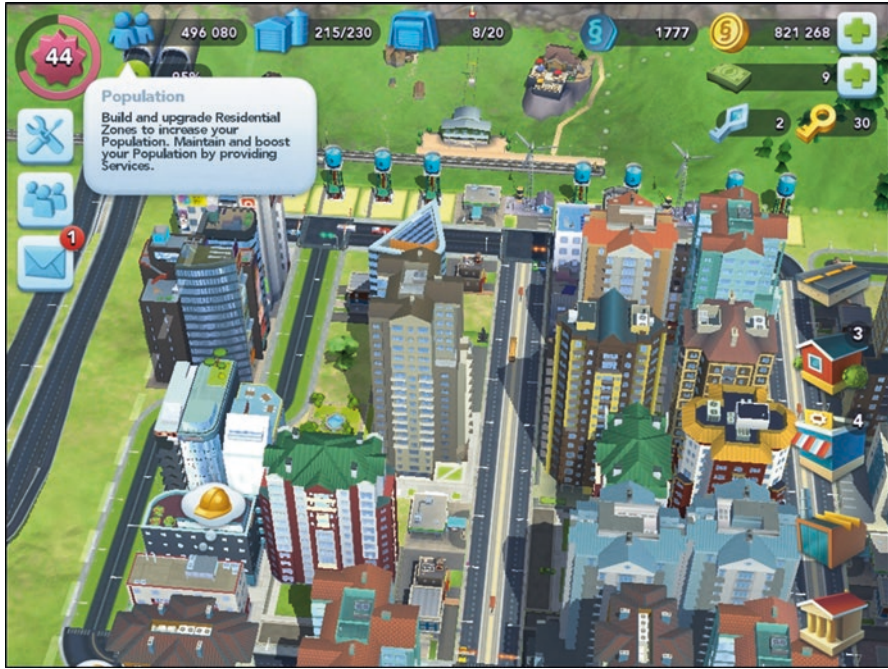 44
496 080
215/230
8/20
1777
821 268
95%
9
2
30
Population
Build and upgrade Residential
Zones to increase your
Population. Maintain and boost
your Population by providing
Services.
1
3
4